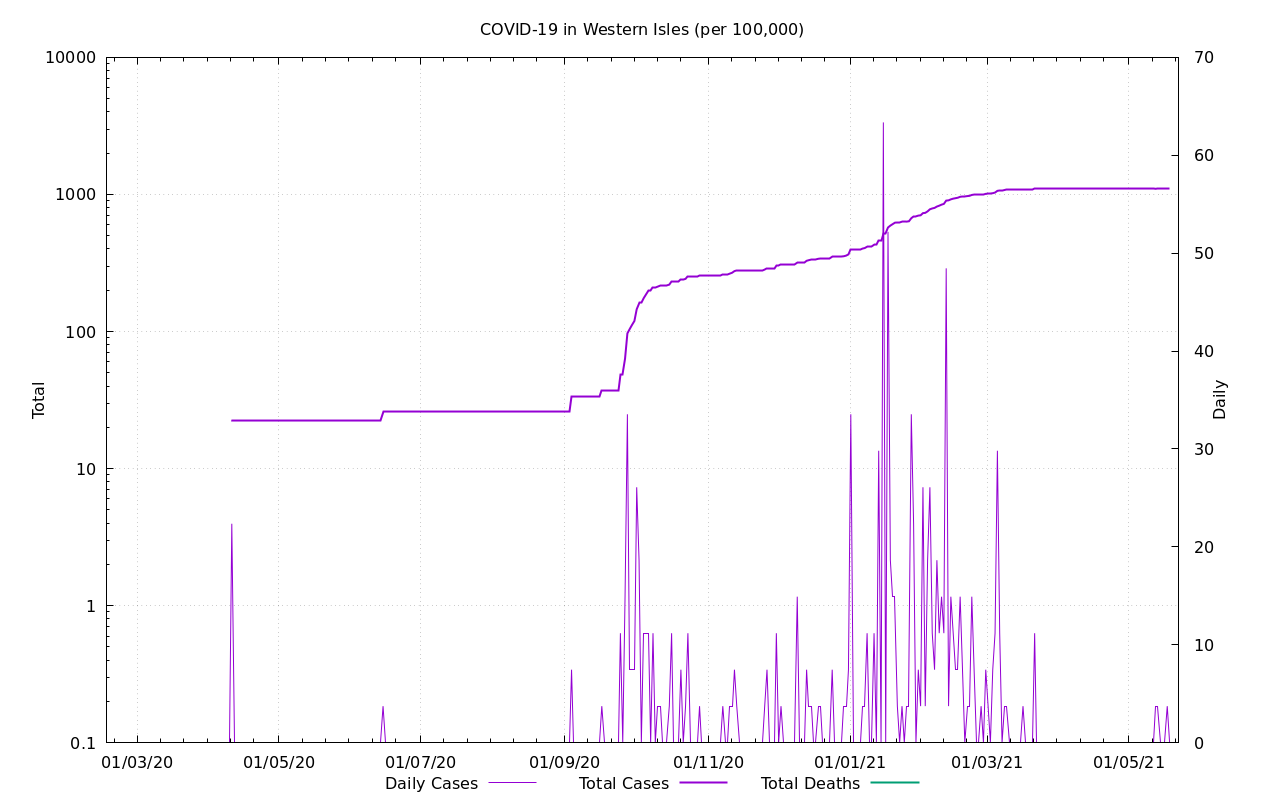 COVID-19 in Western Isles (per 100,000)
10000
1000
100
10
1
0.1
Total
70
60
50
40
30
20
10
0
Daily
01/03/20 01/05/20 01/07/20 01/09/20 01/11/20 01/01/21 01/03/21 01/05/21
Daily Cases Total Cases Total Deaths